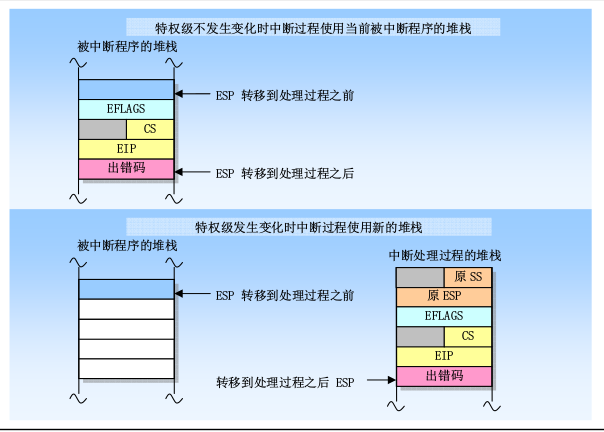 特权级不发生变化时中断过程使用当前被中断程序的堆栈
被中断程序的堆栈
ESP 转移到处理过程之前
EFLAGS
CS
EIP
出错码
ESP 转移到处理过程之后
特权级发生变化时中断过程使用新的堆栈
被中断程序的堆栈
中断处理过程的堆栈
原 SS
ESP 转移到处理过程之前
原 ESP
EFLAGS
CS
EIP
出错码
转移到处理过程之后 ESP